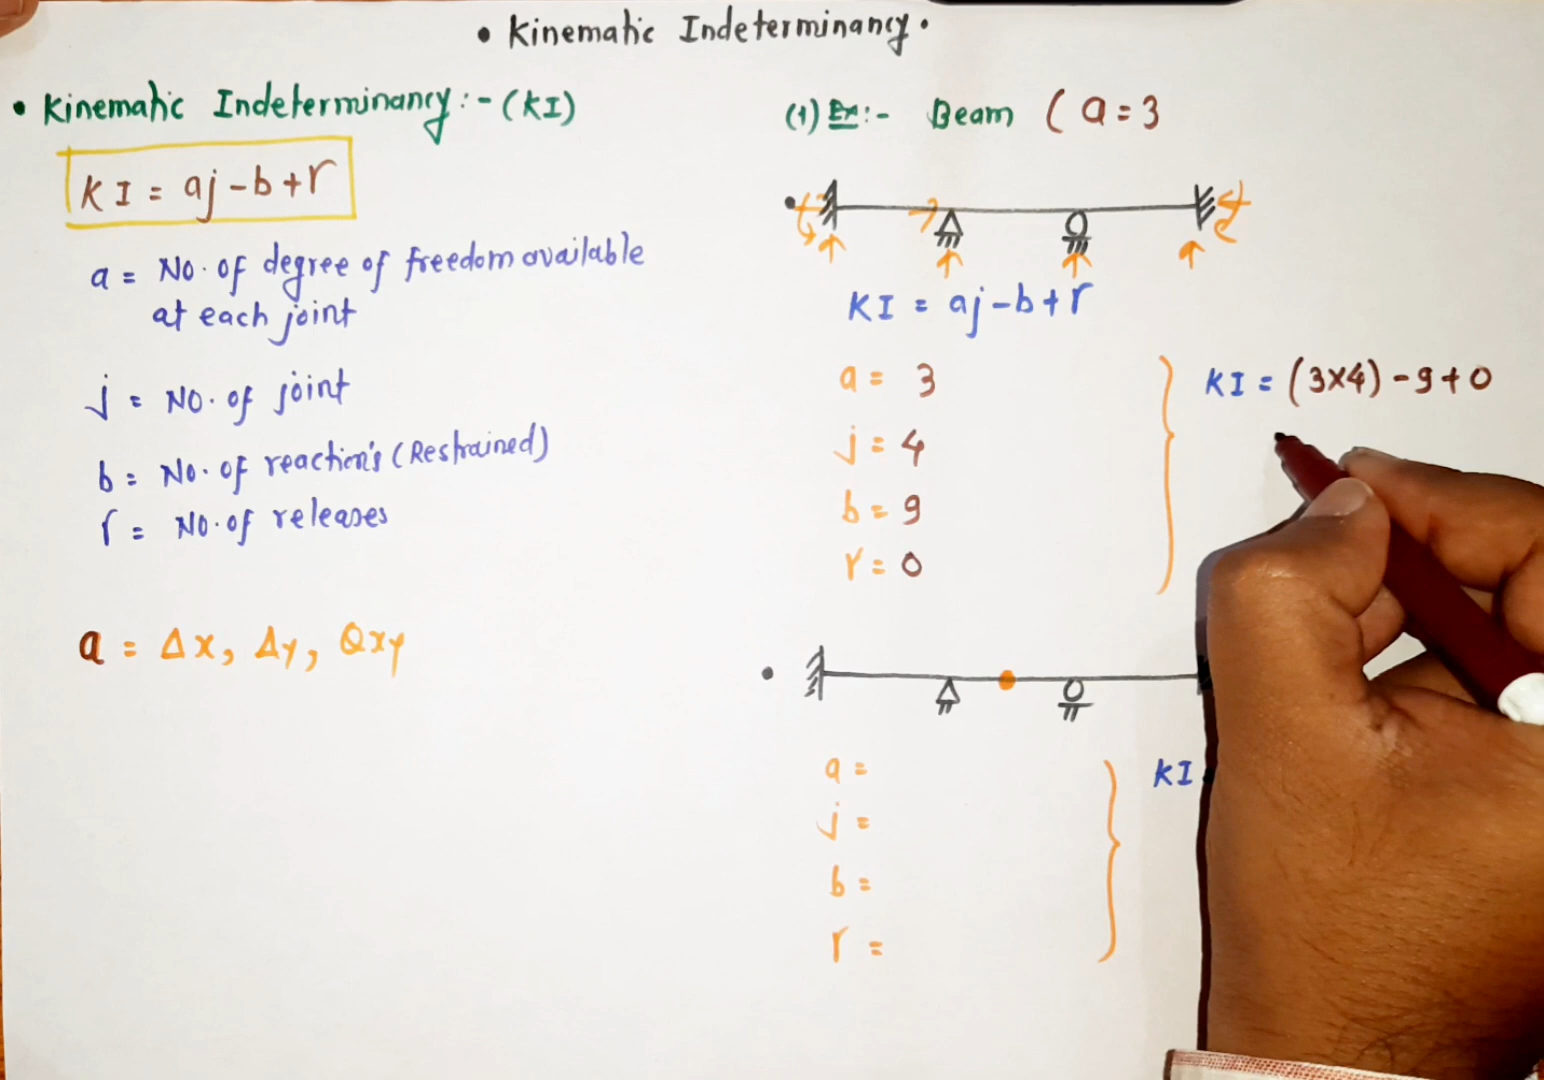 • Kinematic Indeterminancy •
• Kinematic Indeterminancy :- (KI)
KI = aj - b + r
a = No. of degree of freedom available
at each joint
j = No. of joint
b = No. of reaction's (Restrained)
r = No. of releases
a = Δx, Δy, Θxy
(1) Ex:- Beam ( a = 3
KI = aj - b + r
a = 3
j = 4
b = 9
r = 0
KI = (3×4) - 9 + 0
a =
j =
b =
r =
KI